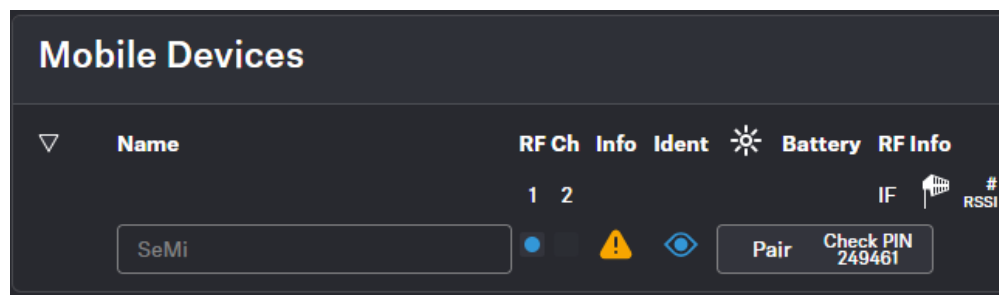 Mobile Devices
Name RF Ch Info Ident Battery RF Info
1 2 IF # RSSI
SeMi Pair Check PIN 249461